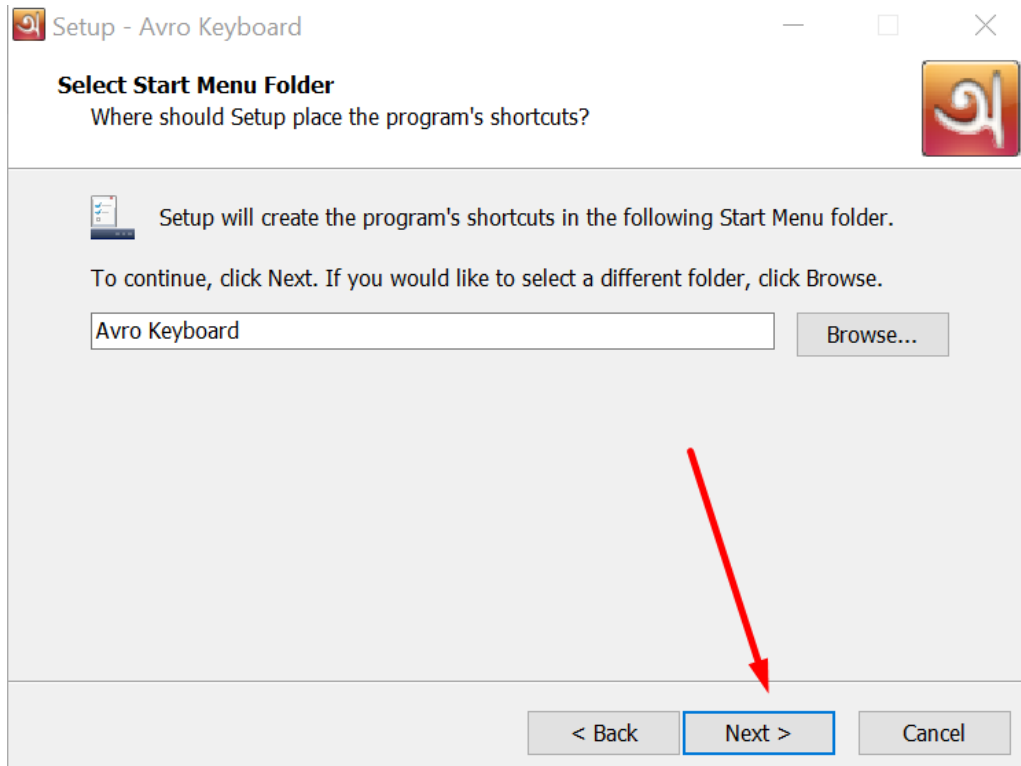 Setup - Avro Keyboard
Select Start Menu Folder
Where should Setup place the program's shortcuts?
অ
Setup will create the program's shortcuts in the following Start Menu folder.
To continue, click Next. If you would like to select a different folder, click Browse.
Avro Keyboard
Browse...
< Back
Next >
Cancel